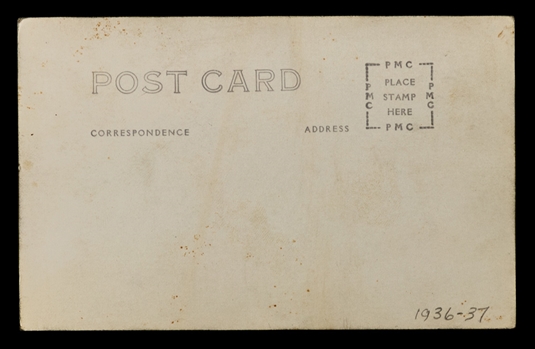 POST CARD
CORRESPONDENCE
ADDRESS
PMC
PMC
PLACE
STAMP
HERE
PMC
PMC
1936-37